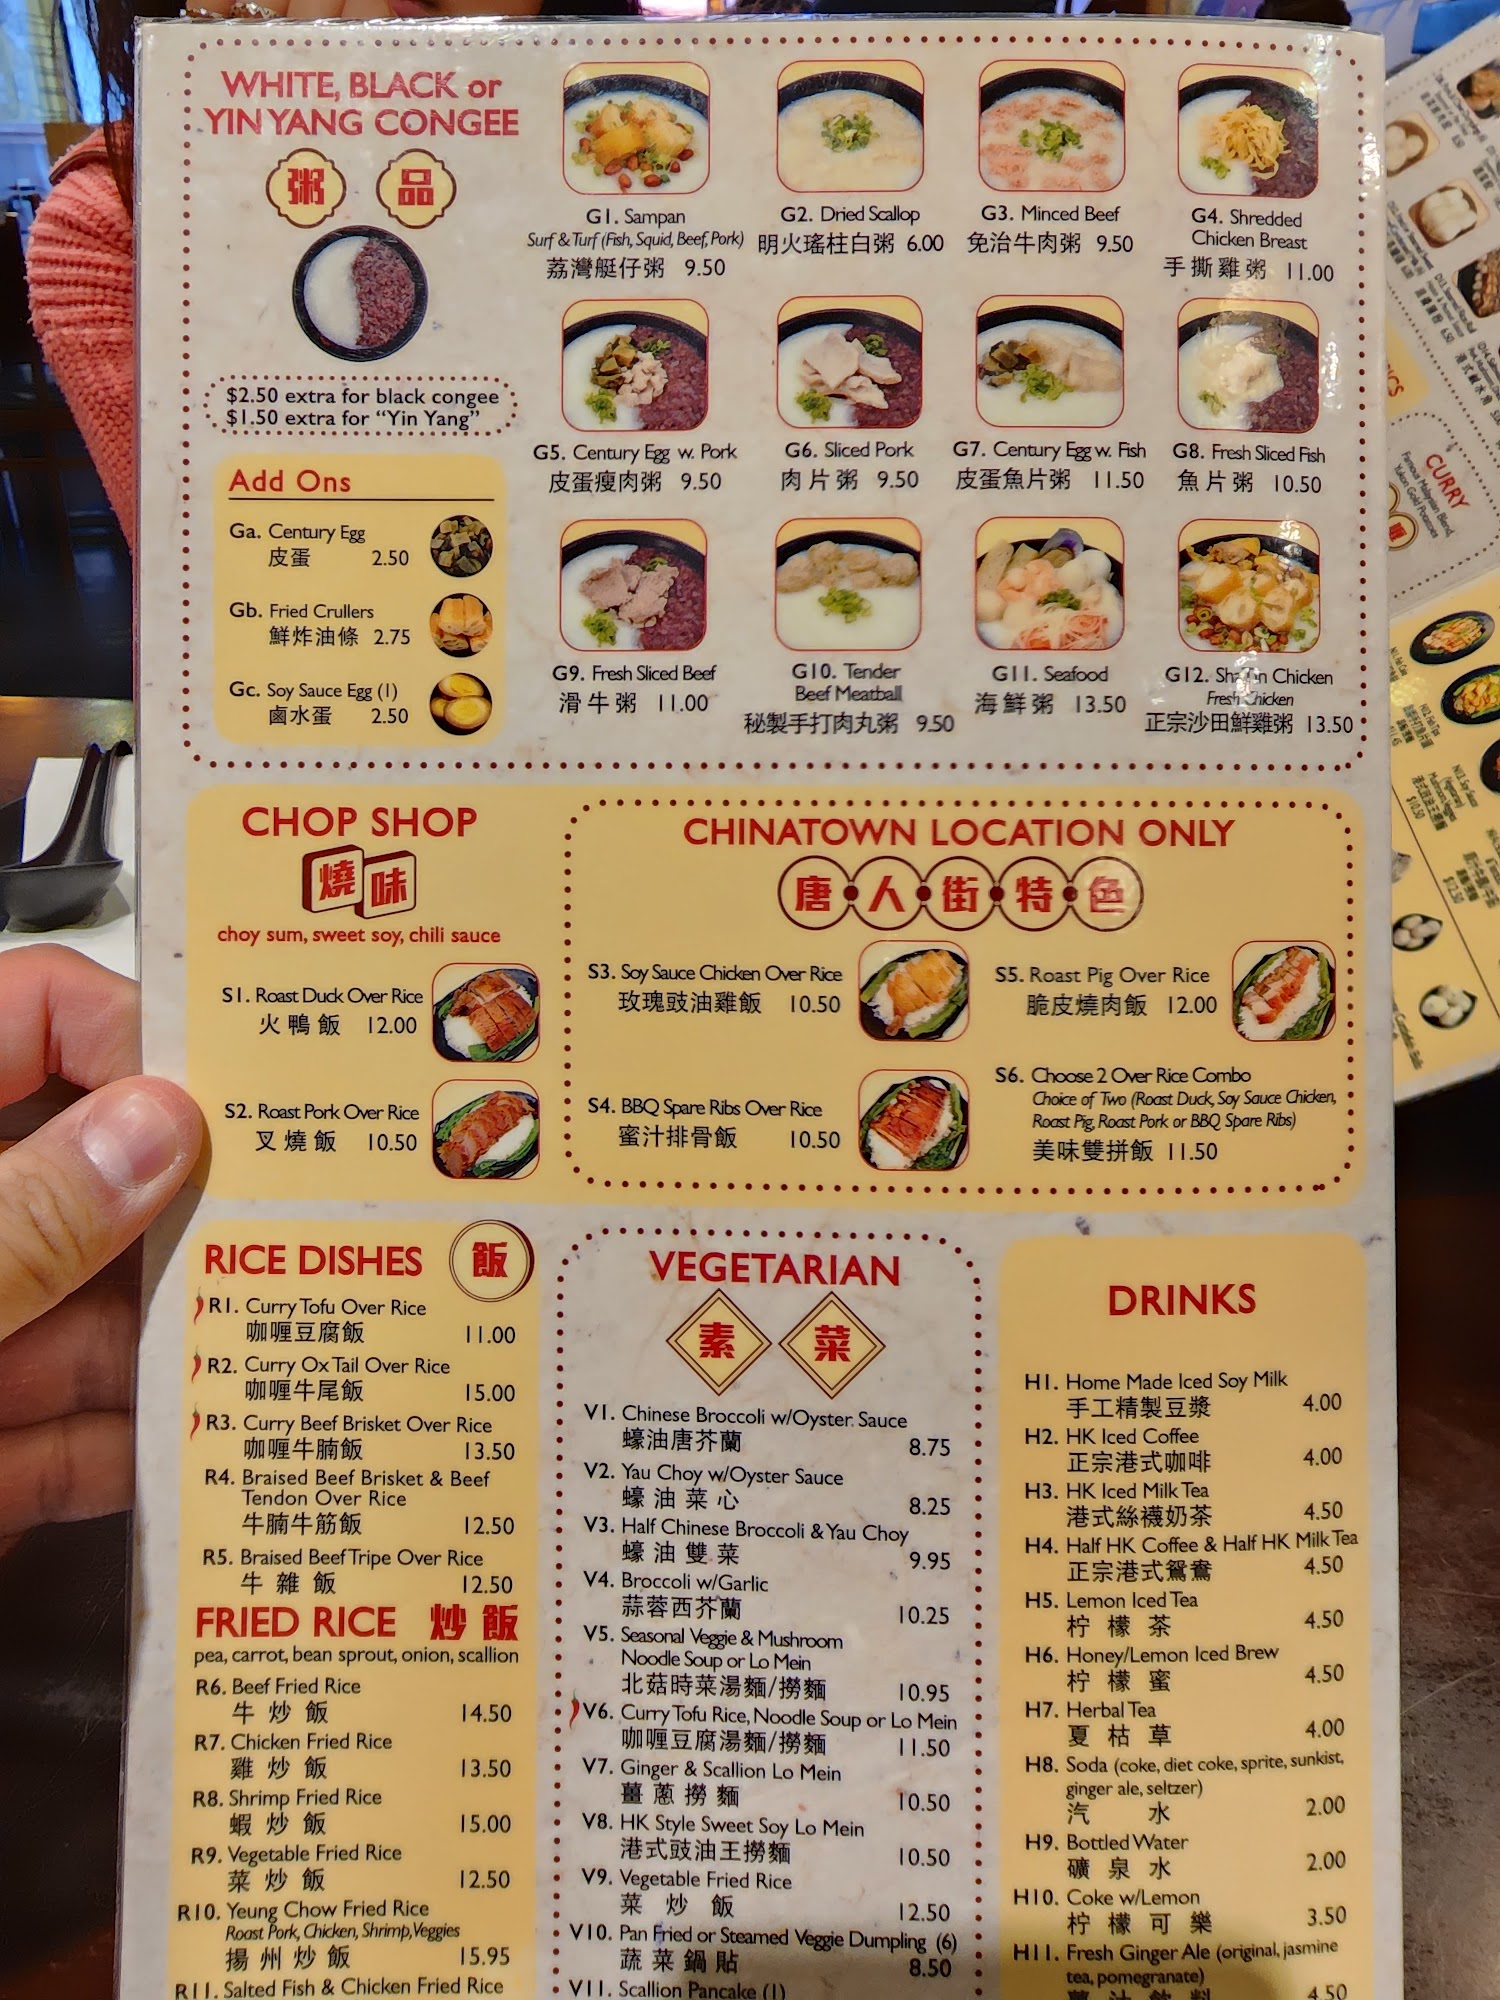 WHITE, BLACK or
YIN YANG CONGEE
粥 品
$2.50 extra for black congee
$1.50 extra for “Yin Yang”
Add Ons
Ga. Century Egg
皮蛋 2.50
Gb. Fried Crullers
鮮炸油條 2.75
Gc. Soy Sauce Egg (1)
鹵水蛋 2.50
G1. Sampan
Surf & Turf (Fish, Squid, Beef, Pork)
荔灣艇仔粥 9.50
G2. Dried Scallop
明火瑤柱白粥 6.00
G3. Minced Beef
免治牛肉粥 9.50
G4. Shredded
Chicken Breast
手撕雞粥 11.00
G5. Century Egg w. Pork
皮蛋瘦肉粥 9.50
G6. Sliced Pork
肉片粥 9.50
G7. Century Egg w. Fish
皮蛋魚片粥 11.50
G8. Fresh Sliced Fish
魚片粥 10.50
G9. Fresh Sliced Beef
滑牛粥 11.00
G10. Tender
Beef Meatball
秘製手打肉丸粥 9.50
G11. Seafood
海鮮粥 13.50
G12. Chicken
Fresh Chicken
正宗沙田鮮雞粥 13.50
CHOP SHOP
燒味
choy sum, sweet soy, chili sauce
S1. Roast Duck Over Rice
火鴨飯 12.00
S2. Roast Pork Over Rice
叉燒飯 10.50
CHINATOWN LOCATION ONLY
唐人街特色
S3. Soy Sauce Chicken Over Rice
玫瑰豉油雞飯 10.50
S4. BBQ Spare Ribs Over Rice
蜜汁排骨飯 10.50
S5. Roast Pig Over Rice
脆皮燒肉飯 12.00
S6. Choose 2 Over Rice Combo
Choice of Two (Roast Duck, Soy Sauce Chicken,
Roast Pig, Roast Pork or BBQ Spare Ribs)
美味雙拼飯 11.50
RICE DISHES 飯
R1. Curry Tofu Over Rice
咖喱豆腐飯 11.00
R2. Curry Ox Tail Over Rice
咖喱牛尾飯 15.00
R3. Curry Beef Brisket Over Rice
咖喱牛腩飯 13.50
R4. Braised Beef Brisket & Beef
Tendon Over Rice
牛腩牛筋飯 12.50
R5. Braised Beef Tripe Over Rice
牛雜飯 12.50
FRIED RICE 炒飯
pea, carrot, bean sprout, onion, scallion
R6. Beef Fried Rice
牛炒飯 14.50
R7. Chicken Fried Rice
雞炒飯 13.50
R8. Shrimp Fried Rice
蝦炒飯 15.00
R9. Vegetable Fried Rice
菜炒飯 12.50
R10. Yeung Chow Fried Rice
Roast Pork, Chicken, Shrimp, Veggies
揚州炒飯 15.95
R11. Salted Fish & Chicken Fried Rice
VEGETARIAN
素菜
V1. Chinese Broccoli w/Oyster. Sauce
蠔油唐芥蘭 8.75
V2. Yau Choy w/Oyster Sauce
蠔油菜心 8.25
V3. Half Chinese Broccoli & Yau Choy
蠔油雙菜 9.95
V4. Broccoli w/Garlic
蒜蓉西芥蘭 10.25
V5. Seasonal Veggie & Mushroom
Noodle Soup or Lo Mein
北菇時菜湯麵/撈麵 10.95
V6. Curry Tofu Rice, Noodle Soup or Lo Mein
咖喱豆腐湯麵/撈麵 11.50
V7. Ginger & Scallion Lo Mein
薑蔥撈麵 10.50
V8. HK Style Sweet Soy Lo Mein
港式豉油王撈麵 10.50
V9. Vegetable Fried Rice
菜炒飯 12.50
V10. Pan Fried or Steamed Veggie Dumpling (6)
蔬菜鍋貼 8.50
V11. Scallion Pancake (1)
DRINKS
H1. Home Made Iced Soy Milk
手工精製豆漿 4.00
H2. HK Iced Coffee
正宗港式咖啡 4.00
H3. HK Iced Milk Tea
港式絲襪奶茶 4.50
H4. Half HK Coffee & Half HK Milk Tea
正宗港式鴛鴦 4.50
H5. Lemon Iced Tea
柠檬茶 4.50
H6. Honey/Lemon Iced Brew
柠檬蜜 4.50
H7. Herbal Tea
夏枯草 4.00
H8. Soda (coke, diet coke, sprite, sunkist,
ginger ale, seltzer)
汽水 2.00
H9. Bottled Water
礦泉水 2.00
H10. Coke w/Lemon
柠檬可樂 3.50
H11. Fresh Ginger Ale (original, jasmine
tea, pomegranate)
薑汁飲料 4.50
CURRY
Famous Malaysian Blend,
Yukon Gold Potatoes